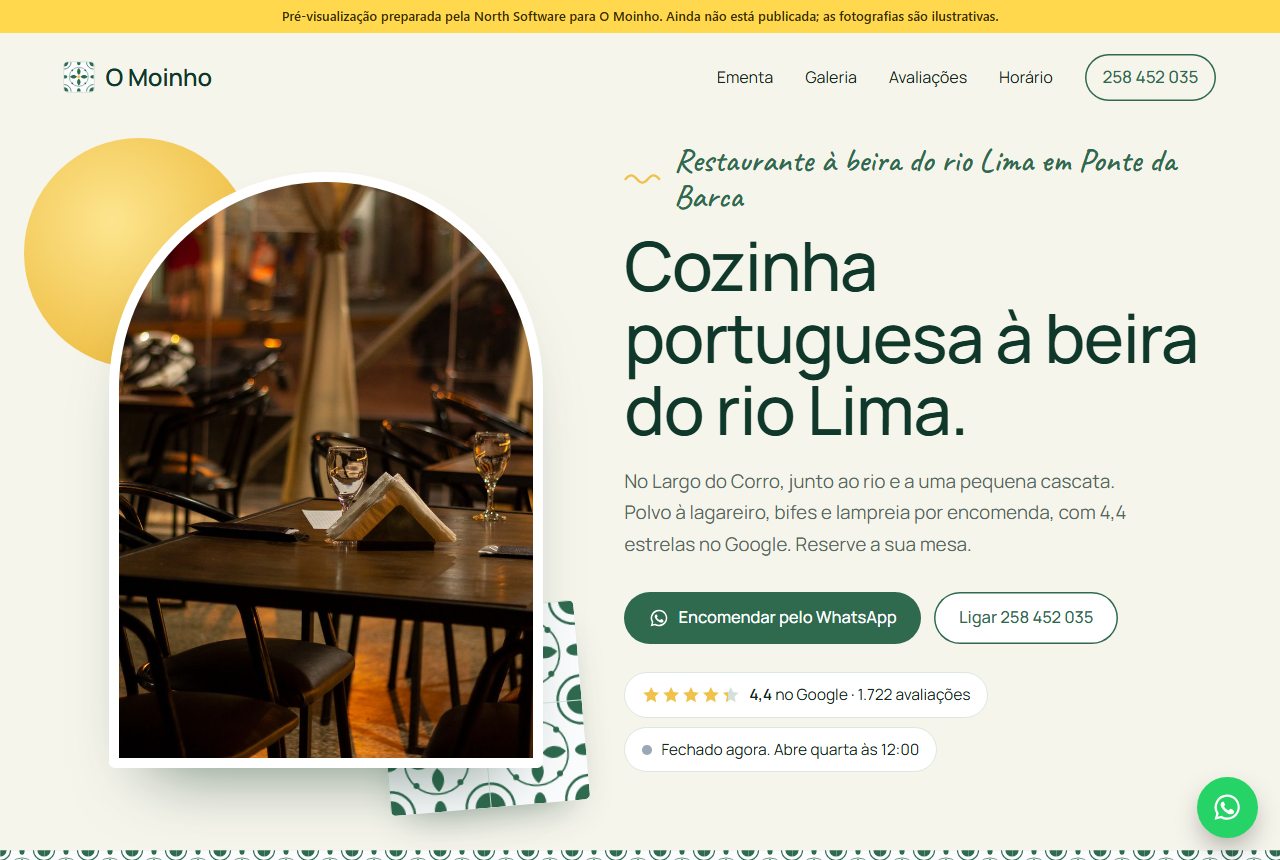 Pré-visualização preparada pela North Software para O Moinho. Ainda não está publicada; as fotografias são ilustrativas.
O Moinho
Ementa
Galeria
Avaliações
Horário
258 452 035
Restaurante à beira do rio Lima em Ponte da
Barca
Cozinha
portuguesa à beira
do rio Lima.
No Largo do Corro, junto ao rio e a uma pequena cascata.
Polvo à lagareiro, bifes e lampreia por encomenda, com 4,4
estrelas no Google. Reserve a sua mesa.
Encomendar pelo WhatsApp
Ligar 258 452 035
4,4 no Google · 1.722 avaliações
Fechado agora. Abre quarta às 12:00